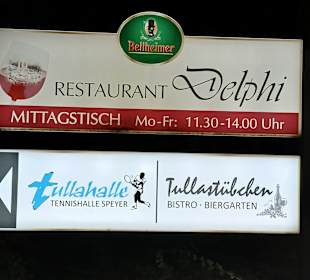 Bellheimer
RESTAURANT Delphi
MITTAGSTISCH Mo-Fr: 11.30-14.00 Uhr
tullahalle
TENNISHALLE SPEYER
Tullastübchen
BISTRO · BIERGARTEN